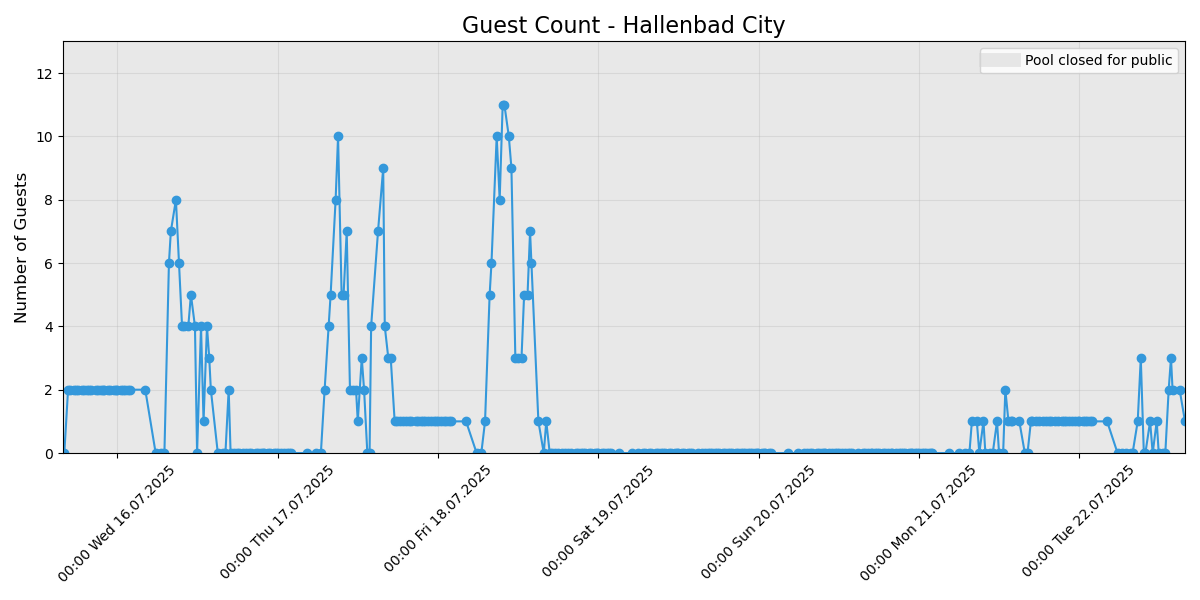 Guest Count - Hallenbad City
Pool closed for public
Number of Guests
12
10
8
6
4
2
0
00:00 Wed 16.07.2025
00:00 Thu 17.07.2025
00:00 Fri 18.07.2025
00:00 Sat 19.07.2025
00:00 Sun 20.07.2025
00:00 Mon 21.07.2025
00:00 Tue 22.07.2025